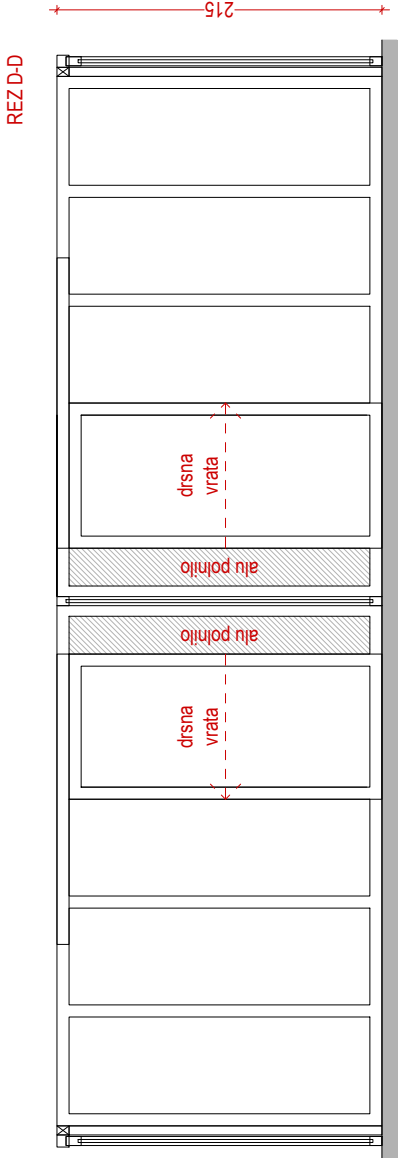 REZ D-D
215
drsna
vrata
alu polnilo
alu polnilo
drsna
vrata